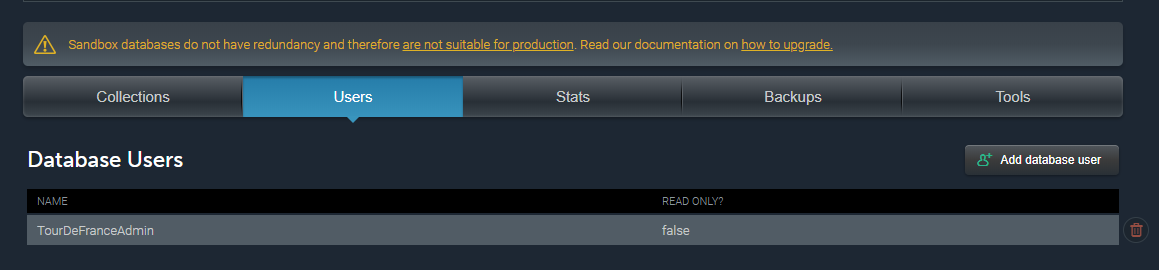 Sandbox databases do not have redundancy and therefore are not suitable for production. Read our documentation on how to upgrade.
Collections Users Stats Backups Tools
Database Users
Add database user
NAME READ ONLY?
TourDeFranceAdmin false